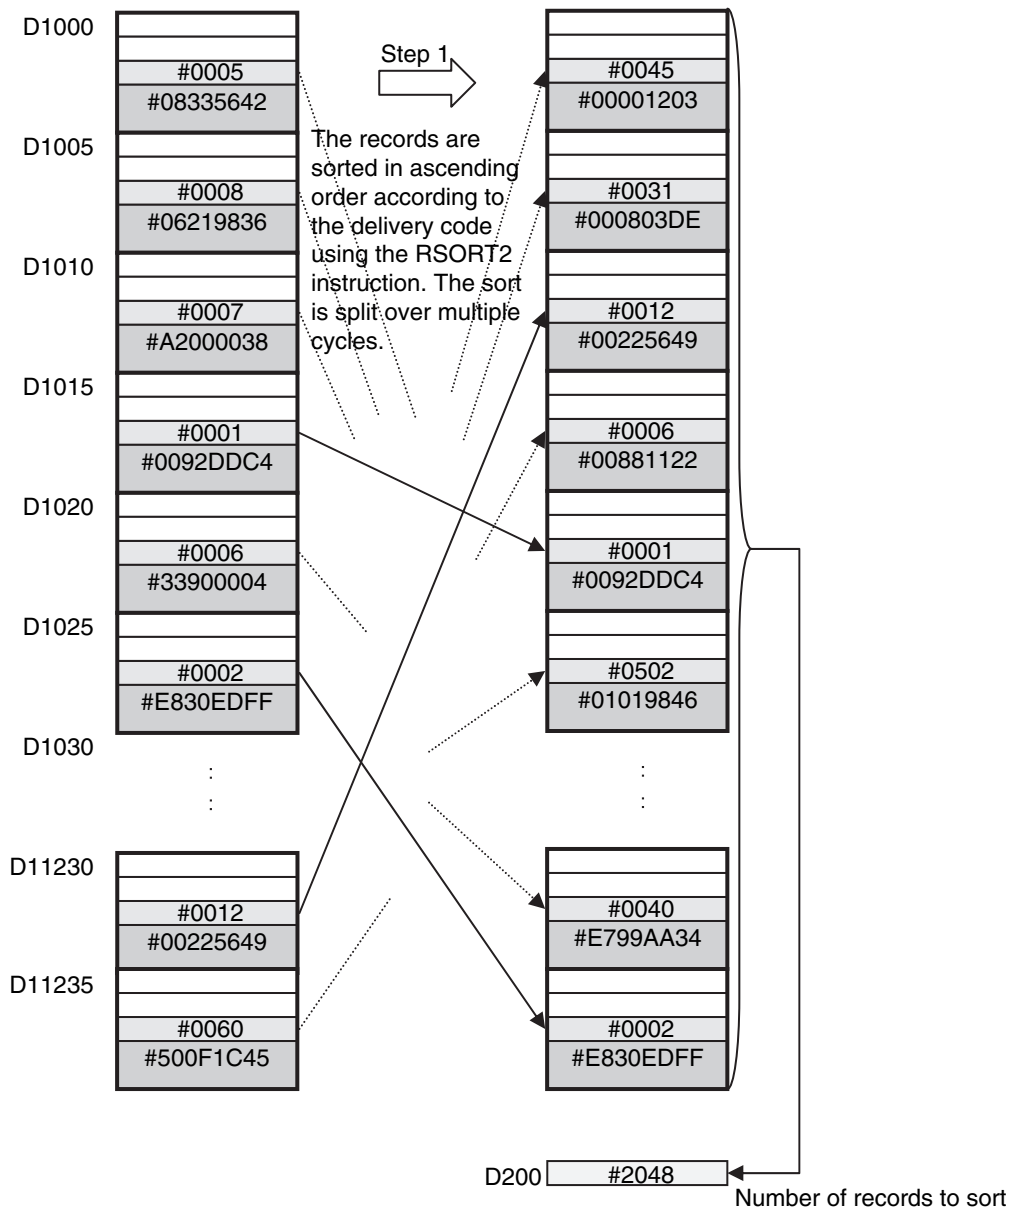 D1000
#0005
#08335642
D1005
#0008
#06219836
D1010
#0007
#A2000038
D1015
#0001
#0092DDC4
D1020
#0006
#33900004
D1025
#0002
#E830EDFF
D1030
:
:
D11230
#0012
#00225649
D11235
#0060
#500F1C45
Step 1
The records are
sorted in ascending
order according to
the delivery code
using the RSORT2
instruction. The sort
is split over multiple
cycles.
#0045
#00001203
#0031
#000803DE
#0012
#00225649
#0006
#00881122
#0001
#0092DDC4
#0502
#01019846
:
:
#0040
#E799AA34
#0002
#E830EDFF
D200 #2048
Number of records to sort